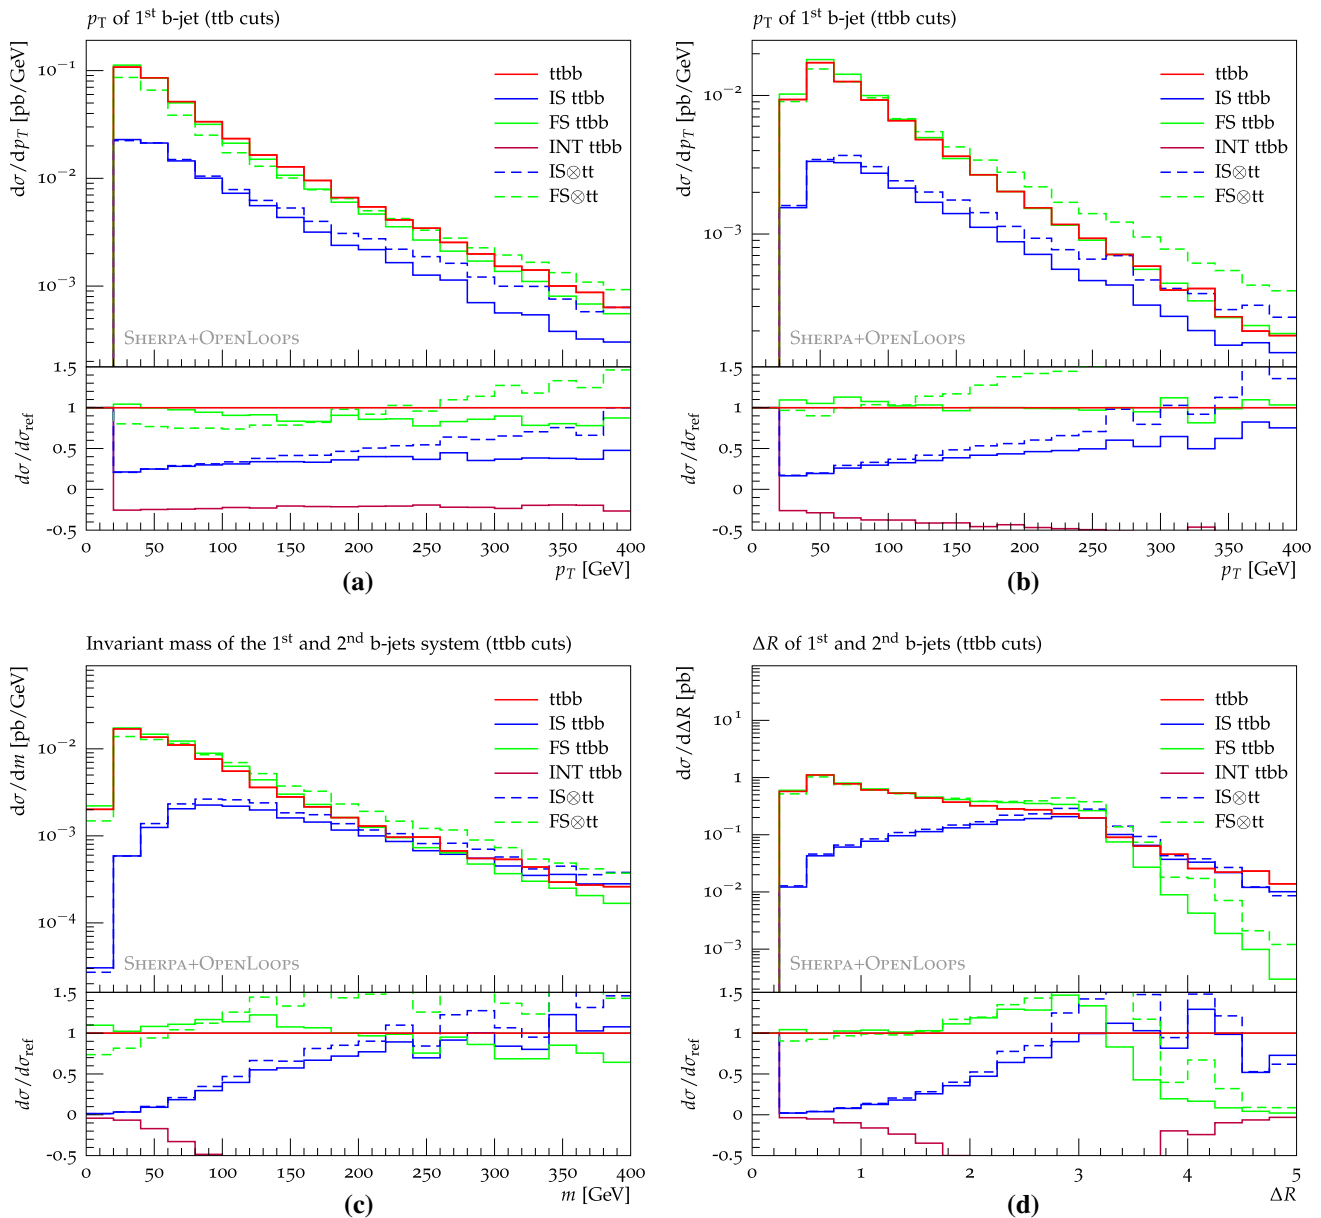 pT of 1st b-jet (ttb cuts)
dσ/dpT [pb/GeV]
10−1
10−2
10−3
ttbb
IS ttbb
FS ttbb
INT ttbb
IS⊗tt
FS⊗tt
Sherpa+OpenLoops
dσ/dσref
1.5
1
0.5
0
-0.5
0 50 100 150 200 250 300 350 400
pT [GeV]
(a)
pT of 1st b-jet (ttbb cuts)
dσ/dpT [pb/GeV]
10−2
10−3
ttbb
IS ttbb
FS ttbb
INT ttbb
IS⊗tt
FS⊗tt
Sherpa+OpenLoops
dσ/dσref
1.5
1
0.5
0
-0.5
0 50 100 150 200 250 300 350 400
pT [GeV]
(b)
Invariant mass of the 1st and 2nd b-jets system (ttbb cuts)
dσ/dm [pb/GeV]
10−2
10−3
10−4
ttbb
IS ttbb
FS ttbb
INT ttbb
IS⊗tt
FS⊗tt
Sherpa+OpenLoops
dσ/dσref
1.5
1
0.5
0
-0.5
0 50 100 150 200 250 300 350 400
m [GeV]
(c)
ΔR of 1st and 2nd b-jets (ttbb cuts)
dσ/dΔR [pb]
101
1
10−1
10−2
10−3
ttbb
IS ttbb
FS ttbb
INT ttbb
IS⊗tt
FS⊗tt
Sherpa+OpenLoops
dσ/dσref
1.5
1
0.5
0
-0.5
0 1 2 3 4 5
ΔR
(d)